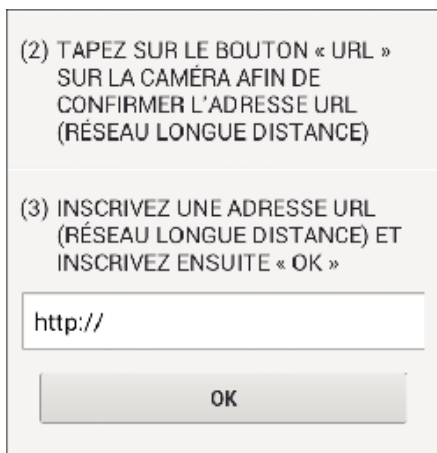 (2) TAPEZ SUR LE BOUTON « URL »
SUR LA CAMÉRA AFIN DE
CONFIRMER L'ADRESSE URL
(RÉSEAU LONGUE DISTANCE)
(3) INSCRIVEZ UNE ADRESSE URL
(RÉSEAU LONGUE DISTANCE) ET
INSCRIVEZ ENSUITE « OK »
http://
OK